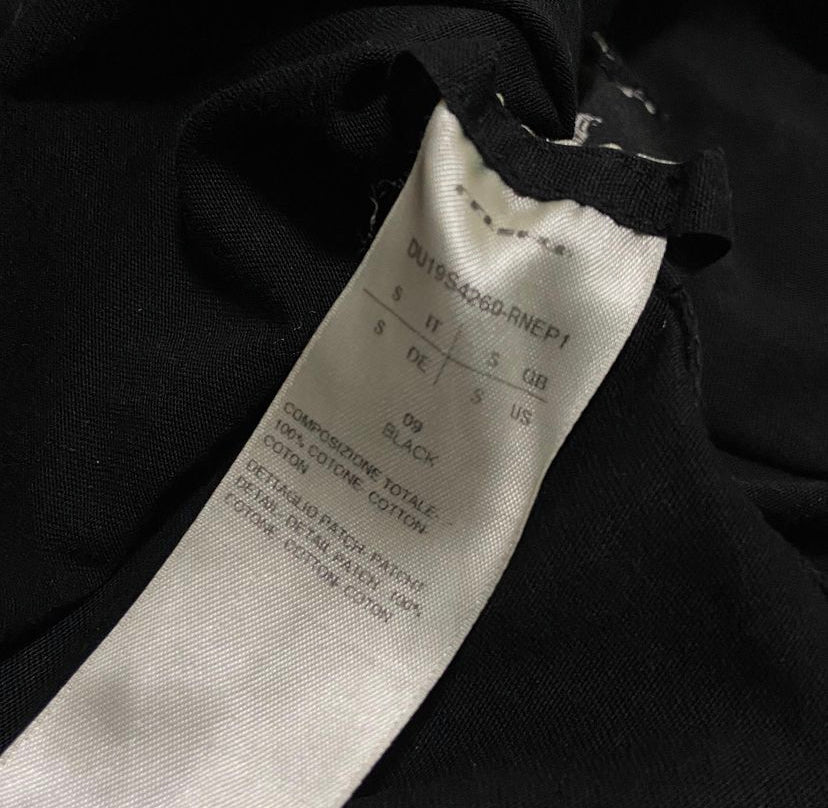 DU19S4260-RNEP1
S IT S GB
S DE S US
09
BLACK
COMPOSIZIONE TOTALE:
100% COTONE- COTTON-
COTON
DETTAGLIO PATCH- PATCH
DETAIL- DETAIL PATCH: 100%
COTONE- COTTON- COTON